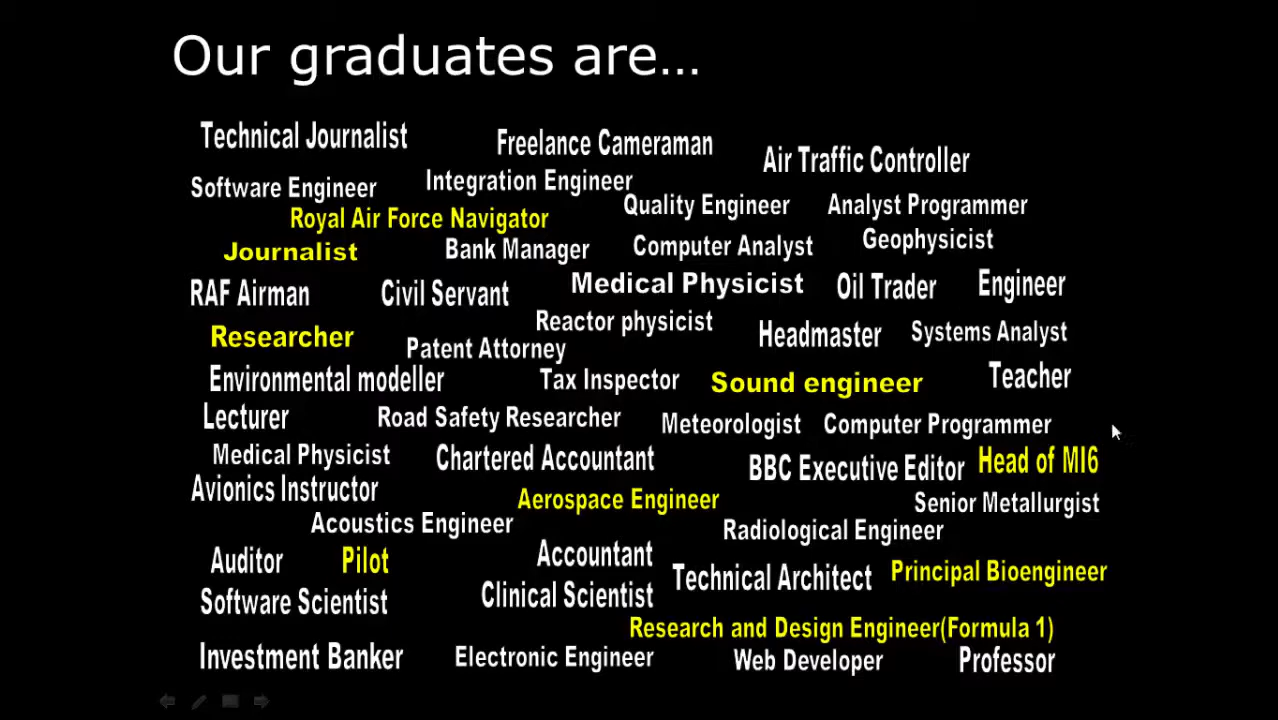 Our graduates are...
Technical Journalist
Freelance Cameraman
Air Traffic Controller
Software Engineer
Integration Engineer
Quality Engineer
Analyst Programmer
Royal Air Force Navigator
Journalist
Bank Manager
Computer Analyst
Geophysicist
RAF Airman
Civil Servant
Medical Physicist
Oil Trader
Engineer
Researcher
Patent Attorney
Reactor physicist
Headmaster
Systems Analyst
Environmental modeller
Tax Inspector
Sound engineer
Teacher
Lecturer
Road Safety Researcher
Meteorologist
Computer Programmer
Medical Physicist
Chartered Accountant
BBC Executive Editor
Head of MI6
Avionics Instructor
Aerospace Engineer
Senior Metallurgist
Acoustics Engineer
Radiological Engineer
Auditor
Pilot
Accountant
Technical Architect
Principal Bioengineer
Software Scientist
Clinical Scientist
Research and Design Engineer(Formula 1)
Investment Banker
Electronic Engineer
Web Developer
Professor